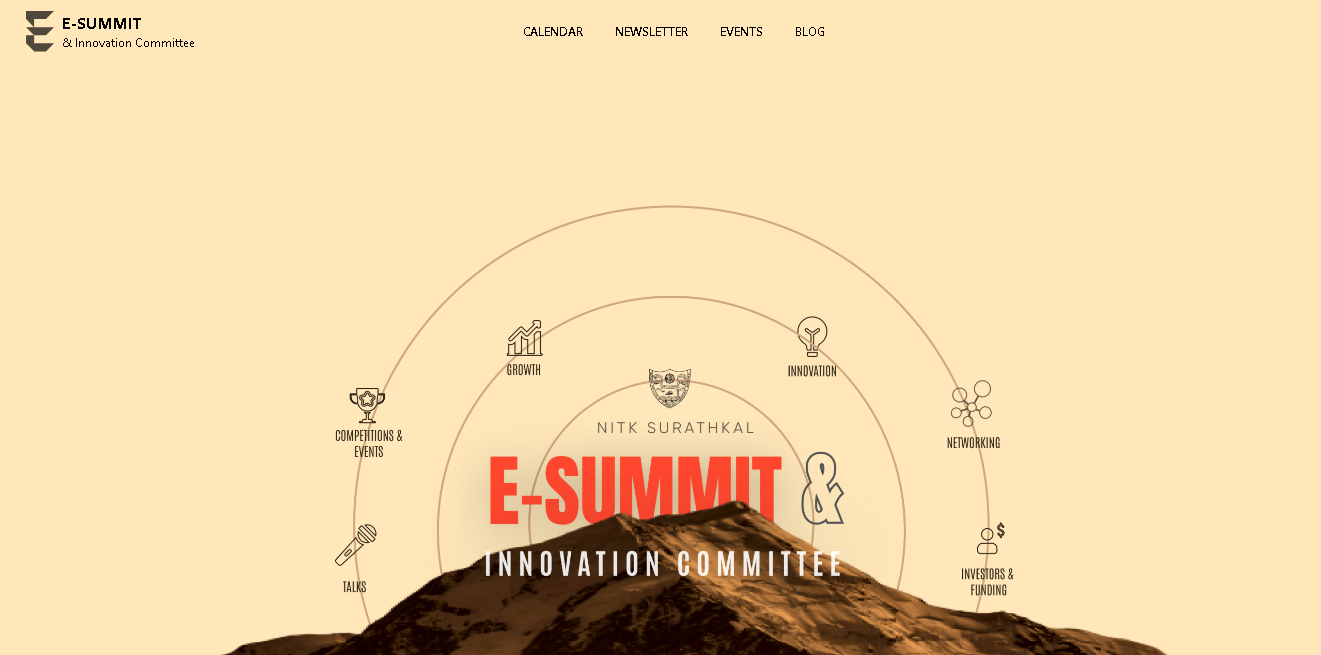 E-SUMMIT
& Innovation Committee
CALENDAR NEWSLETTER EVENTS BLOG
GROWTH
INNOVATION
COMPETITIONS &
EVENTS
NETWORKING
NITK SURATHKAL
E-SUMMIT &
INNOVATION COMMITTEE
$
TALKS
INVESTORS &
FUNDING